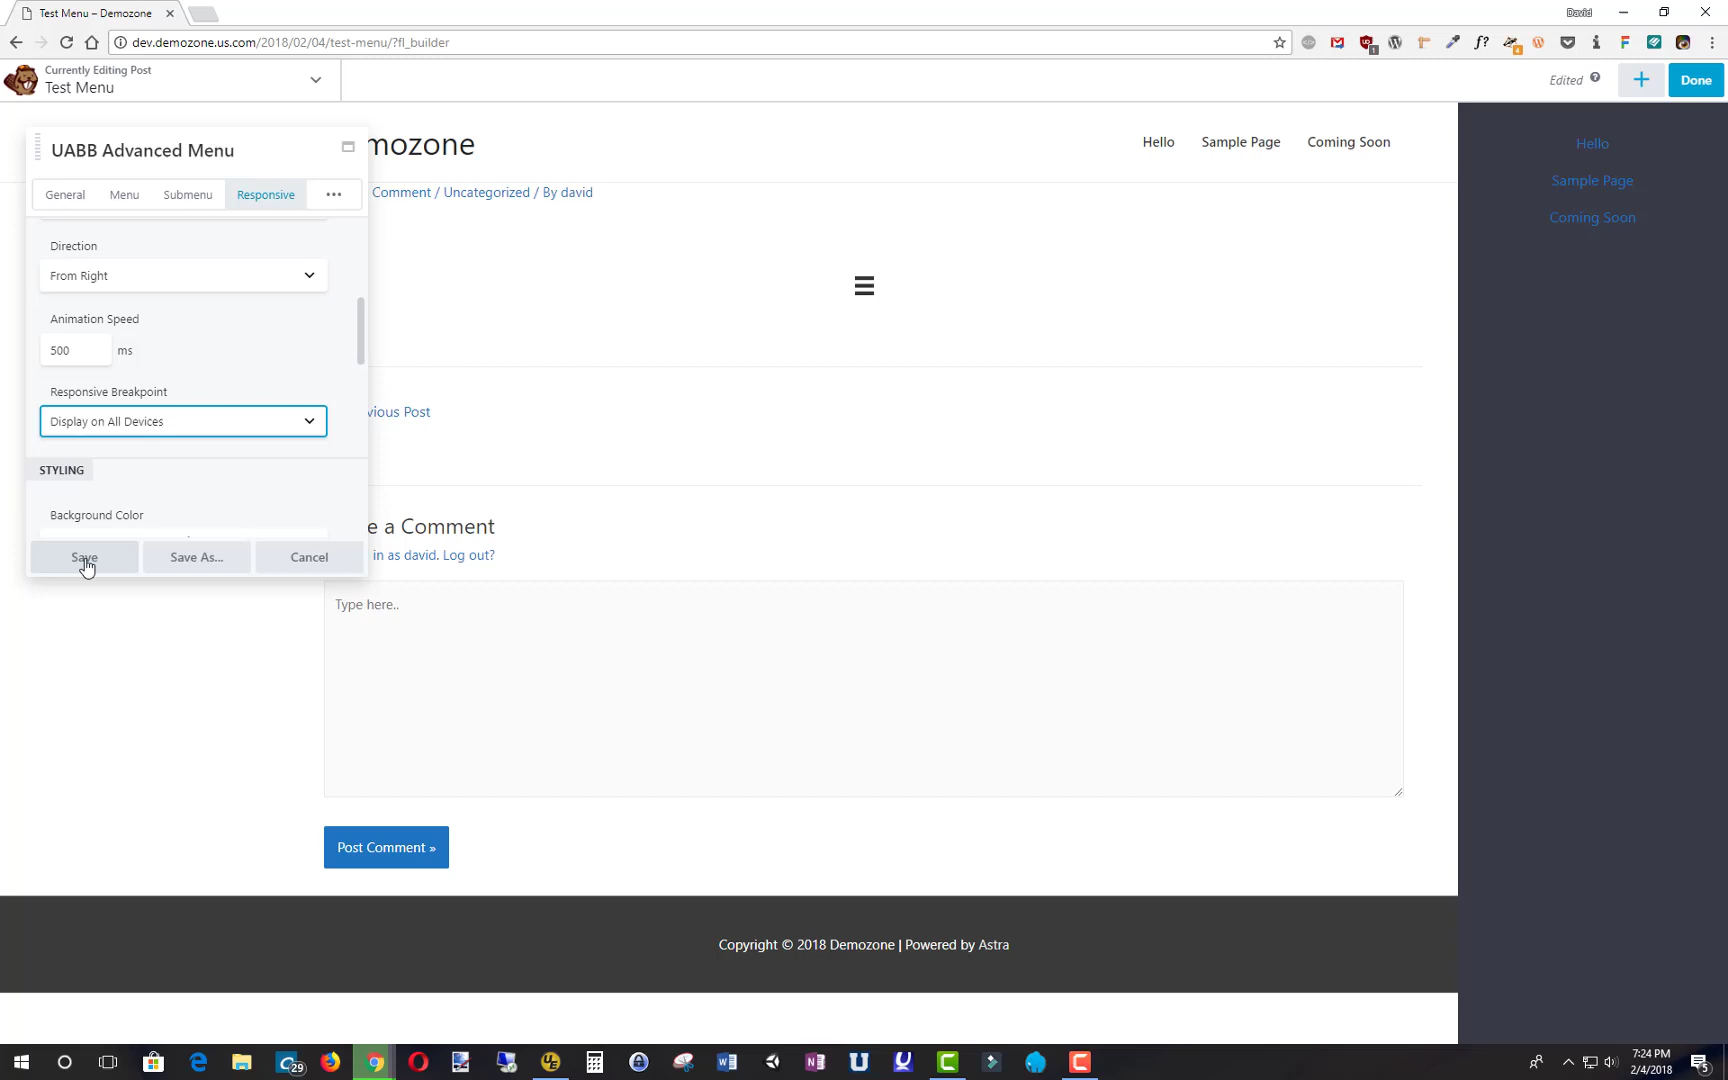 Test Menu – Demozone
David
dev.demozone.us.com/2018/02/04/test-menu/?fl_builder
Currently Editing Post
Test Menu
Edited
Done
UABB Advanced Menu
General
Menu
Submenu
Responsive
Direction
From Right
Animation Speed
500
ms
Responsive Breakpoint
Display on All Devices
STYLING
Background Color
Save
Save As...
Cancel
mozone
Hello
Sample Page
Coming Soon
Comment / Uncategorized / By david
vious Post
e a Comment
in as david. Log out?
Type here..
Post Comment »
Copyright © 2018 Demozone | Powered by Astra
Hello
Sample Page
Coming Soon
29
7:24 PM
2/4/2018
5